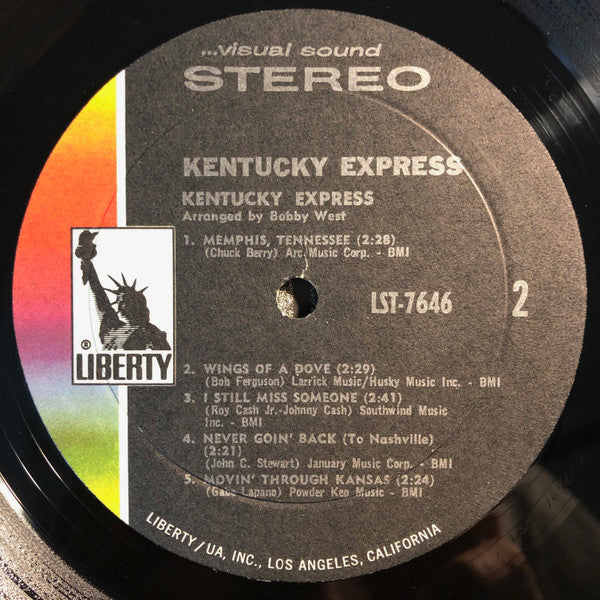 ...visual sound
STEREO
KENTUCKY EXPRESS
KENTUCKY EXPRESS
Arranged by Bobby West
1. MEMPHIS, TENNESSEE (2:28)
(Chuck Berry) Arc Music Corp. - BMI
LST-7646
2
® LIBERTY
2. WINGS OF A DOVE (2:29)
(Bob Ferguson) Larrick Music/Husky Music Inc. - BMI
3. I STILL MISS SOMEONE (2:41)
(Roy Cash Jr.-Johnny Cash) Southwind Music
Inc. - BMI
4. NEVER GOIN' BACK (To Nashville)
(2:21)
(John C. Stewart) January Music Corp. - BMI
5. MOVIN' THROUGH KANSAS (2:24)
(Gabe Lapano) Powder Ken Music - BMI
LIBERTY/UA, INC., LOS ANGELES, CALIFORNIA